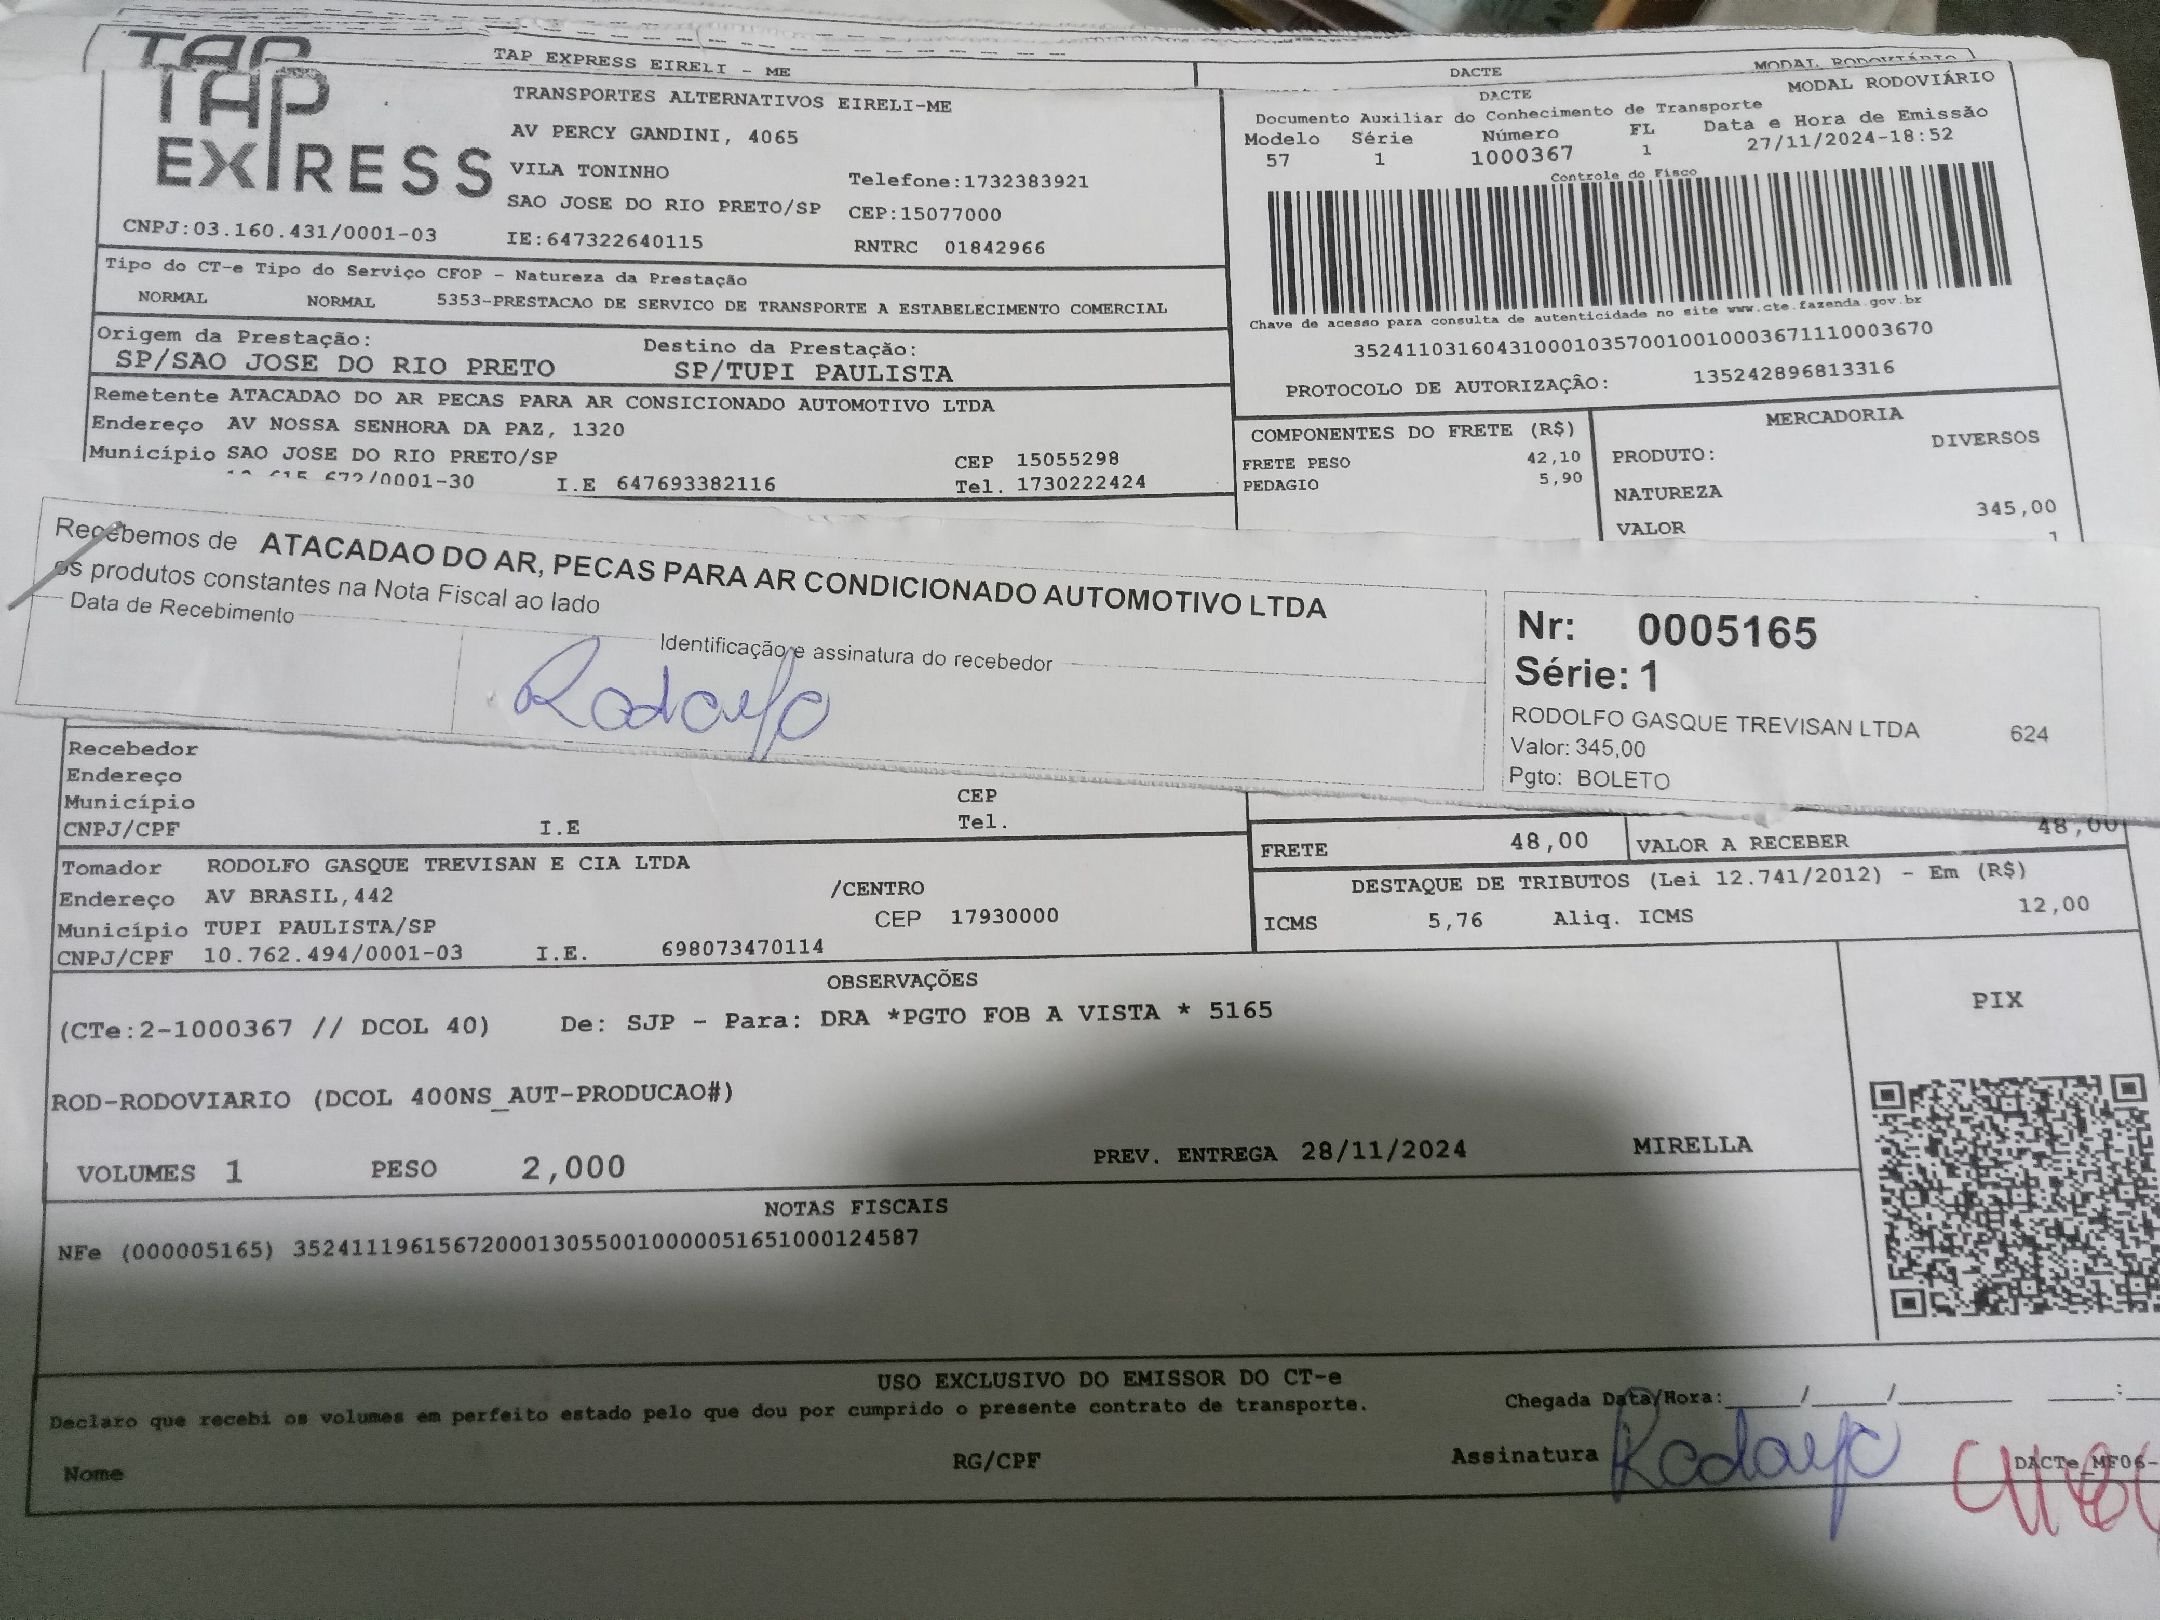 TAP
TAP EXPRESS EIRELI - ME
DACTE
MODAL RODOVIÁRIO
TAP
EXPRESS
TRANSPORTES ALTERNATIVOS EIRELI-ME
AV PERCY GANDINI, 4065
VILA TONINHO
Telefone:1732383921
SAO JOSE DO RIO PRETO/SP CEP:15077000
CNPJ:03.160.431/0001-03 IE:647322640115 RNTRC 01842966
DACTE
MODAL RODOVIÁRIO
Documento Auxiliar do Conhecimento de Transporte
Modelo Série Número FL Data e Hora de Emissão
57 1 1000367 1 27/11/2024-18:52
Controle do Fisco
Chave de acesso para consulta de autenticidade no site www.cte.fazenda.gov.br
35241103160431000103570010010003671110003670
PROTOCOLO DE AUTORIZAÇÃO: 135242896813316
Tipo do CT-e Tipo do Serviço CFOP - Natureza da Prestação
NORMAL NORMAL 5353-PRESTACAO DE SERVICO DE TRANSPORTE A ESTABELECIMENTO COMERCIAL
Origem da Prestação: Destino da Prestação:
SP/SAO JOSE DO RIO PRETO SP/TUPI PAULISTA
Remetente ATACADAO DO AR PECAS PARA AR CONSICIONADO AUTOMOTIVO LTDA
Endereço AV NOSSA SENHORA DA PAZ, 1320
Município SAO JOSE DO RIO PRETO/SP CEP 15055298
672/0001-30 I.E 647693382116 Tel. 1730222424
COMPONENTES DO FRETE (R$)
FRETE PESO 42,10
PEDAGIO 5,90
MERCADORIA
PRODUTO: DIVERSOS
NATUREZA
VALOR 345,00
1
Recebemos de ATACADAO DO AR, PECAS PARA AR CONDICIONADO AUTOMOTIVO LTDA
os produtos constantes na Nota Fiscal ao lado
Data de Recebimento Identificação e assinatura do recebedor
Rodolfo
Nr: 0005165
Série: 1
RODOLFO GASQUE TREVISAN LTDA 624
Valor: 345,00
Pgto: BOLETO
Recebedor
Endereço
Município CEP
CNPJ/CPF I.E Tel.
FRETE 48,00 VALOR A RECEBER 48,00
Tomador RODOLFO GASQUE TREVISAN E CIA LTDA
Endereço AV BRASIL,442 /CENTRO
Município TUPI PAULISTA/SP CEP 17930000
CNPJ/CPF 10.762.494/0001-03 I.E. 698073470114
DESTAQUE DE TRIBUTOS (Lei 12.741/2012) - Em (R$)
ICMS 5,76 Aliq. ICMS 12,00
OBSERVAÇÕES
(CTe:2-1000367 // DCOL 40) De: SJP - Para: DRA *PGTO FOB A VISTA * 5165
ROD-RODOVIARIO (DCOL 400NS_AUT-PRODUCAO#)
VOLUMES 1 PESO 2,000 PREV. ENTREGA 28/11/2024 MIRELLA
PIX
NOTAS FISCAIS
NFe (000005165) 35241119615672000130550010000051651000124587
USO EXCLUSIVO DO EMISSOR DO CT-e
Declaro que recebi os volumes em perfeito estado pelo que dou por cumprido o presente contrato de transporte.
Chegada Data/Hora:_____/_____/________ ____:
Nome RG/CPF Assinatura Rodolfo
DACTe_MF06-